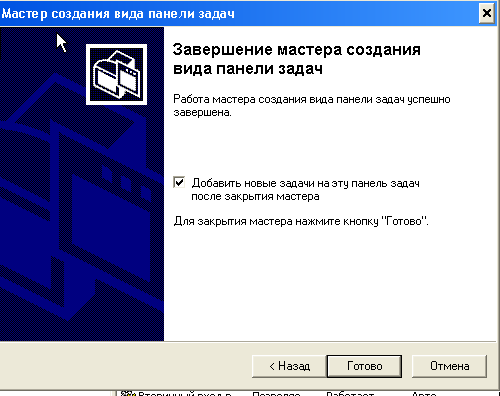 Мастер создания вида панели задач
Завершение мастера создания
вида панели задач
Работа мастера создания вида панели задач успешно
завершена.
Добавить новые задачи на эту панель задач
после закрытия мастера
Для закрытия мастера нажмите кнопку "Готово".
< Назад
Готово
Отмена